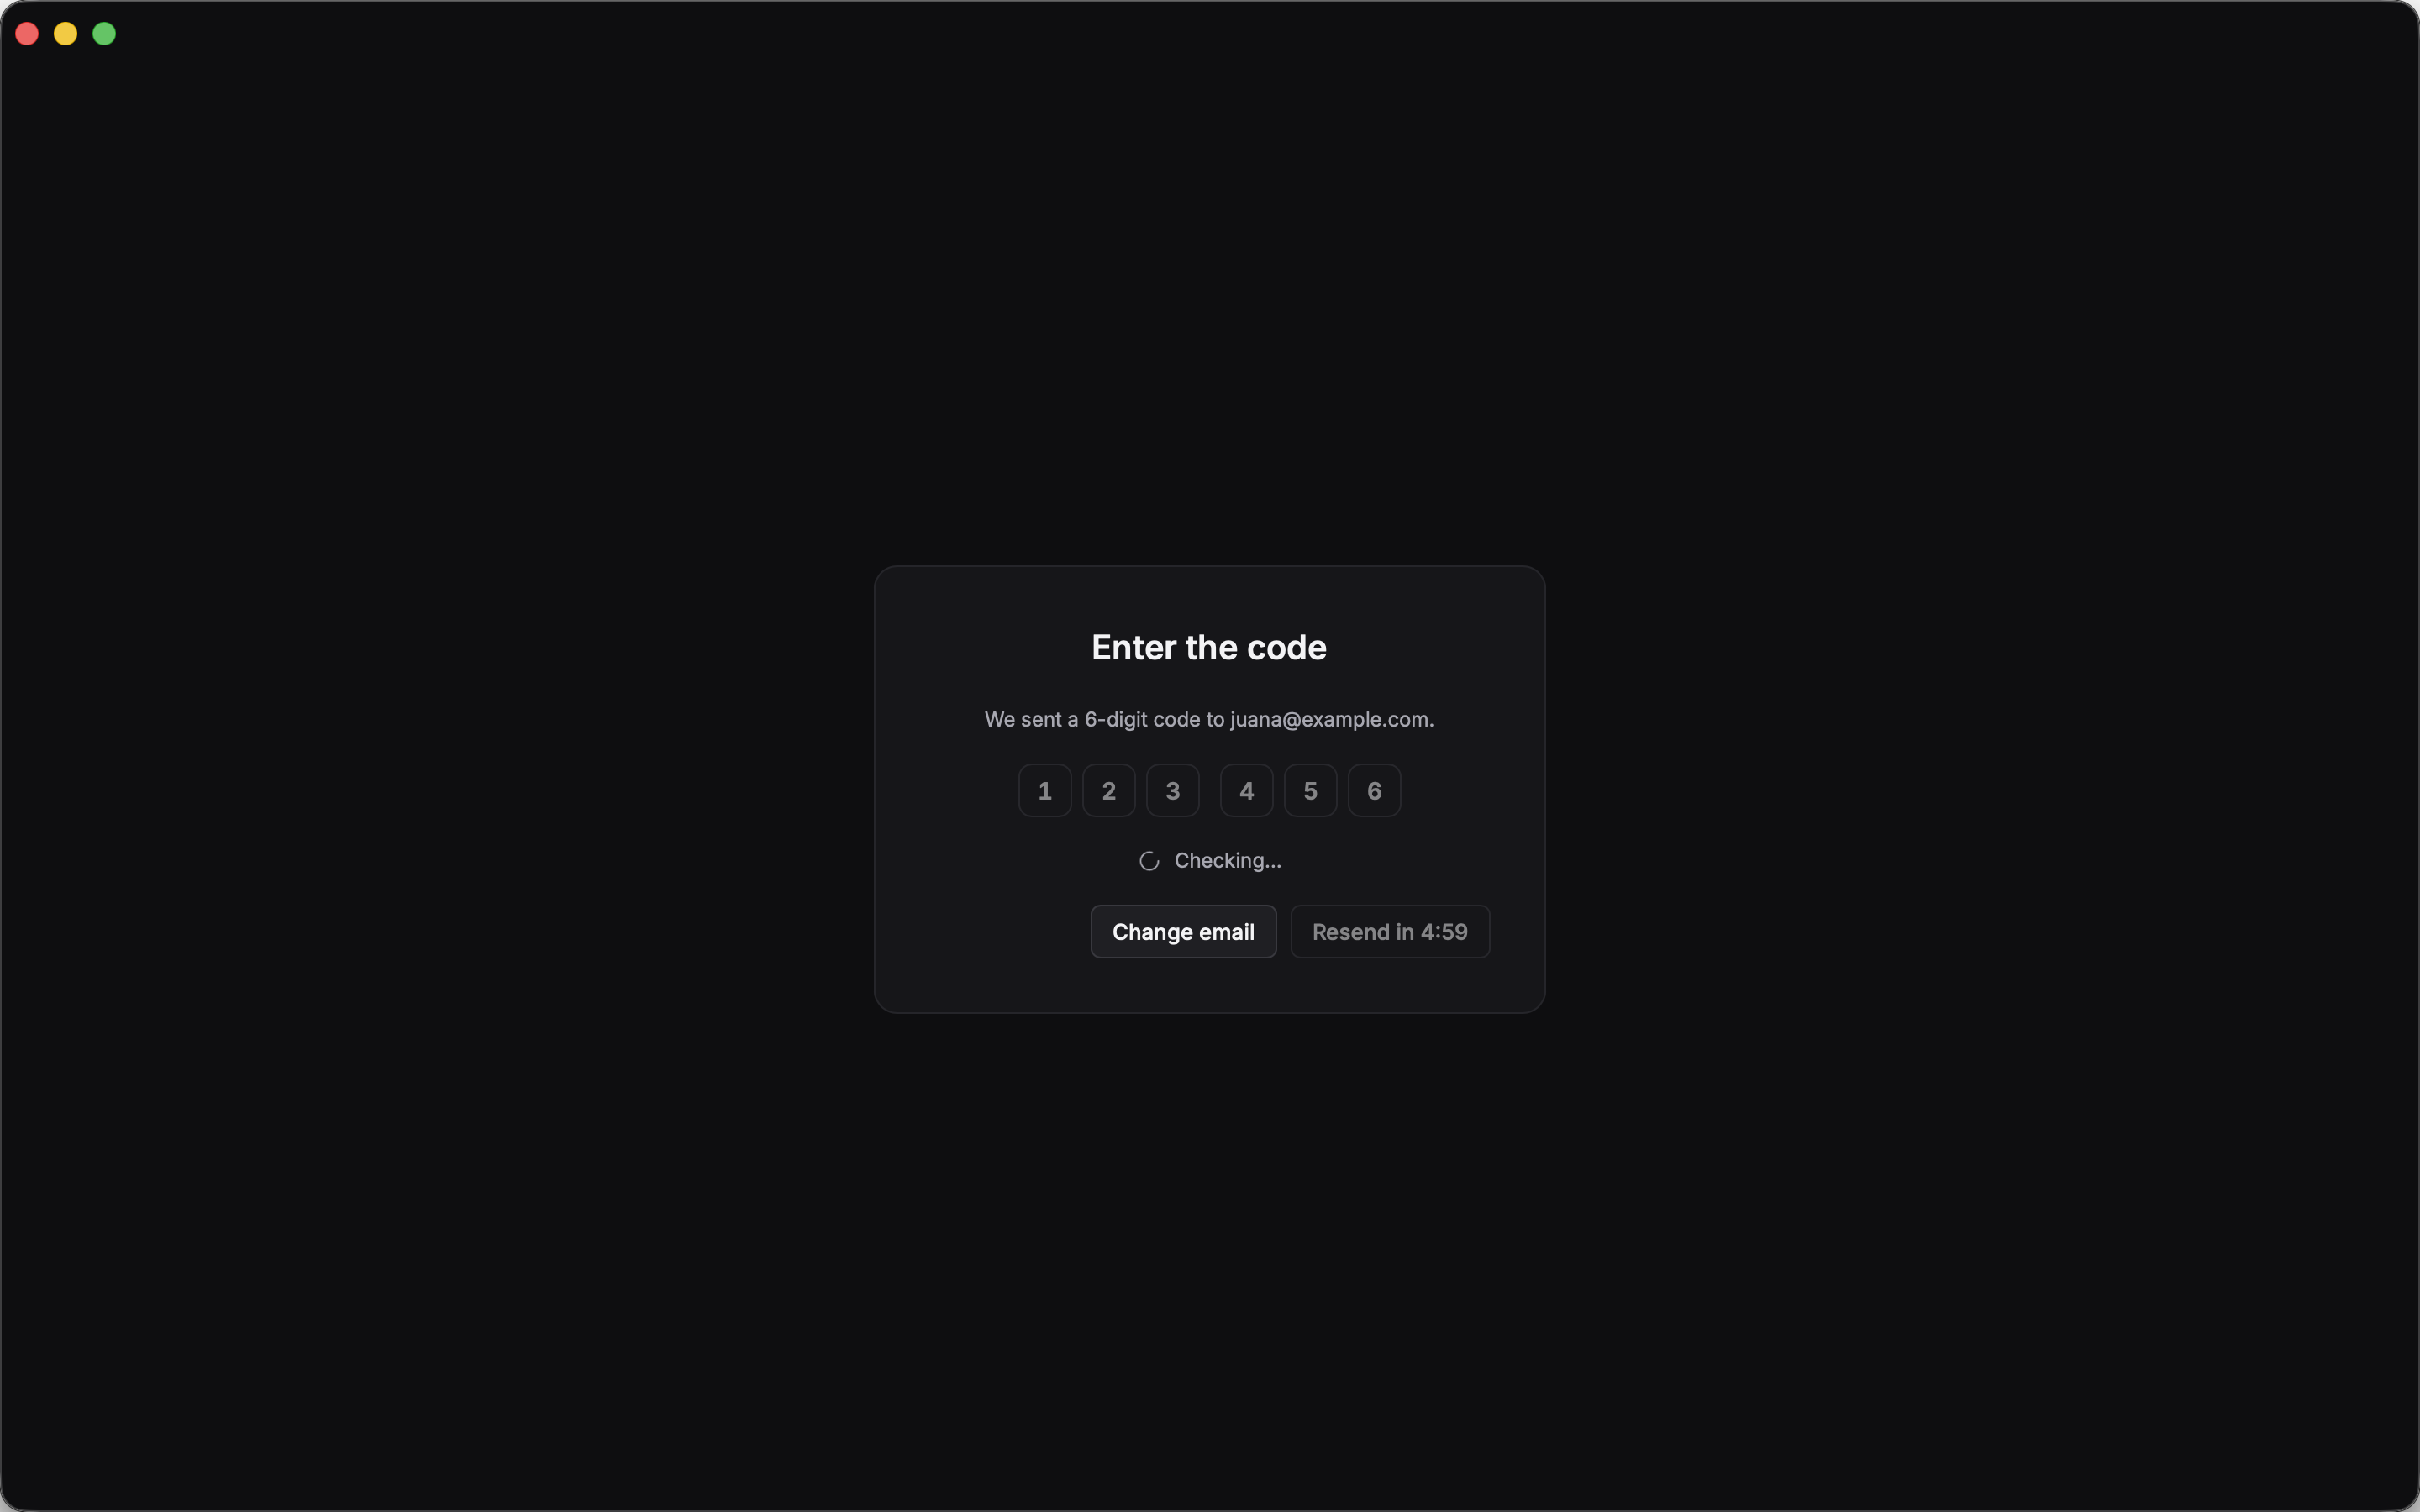 Enter the code
We sent a 6-digit code to juana@example.com.
1 2 3 4 5 6
Checking...
Change email Resend in 4:59